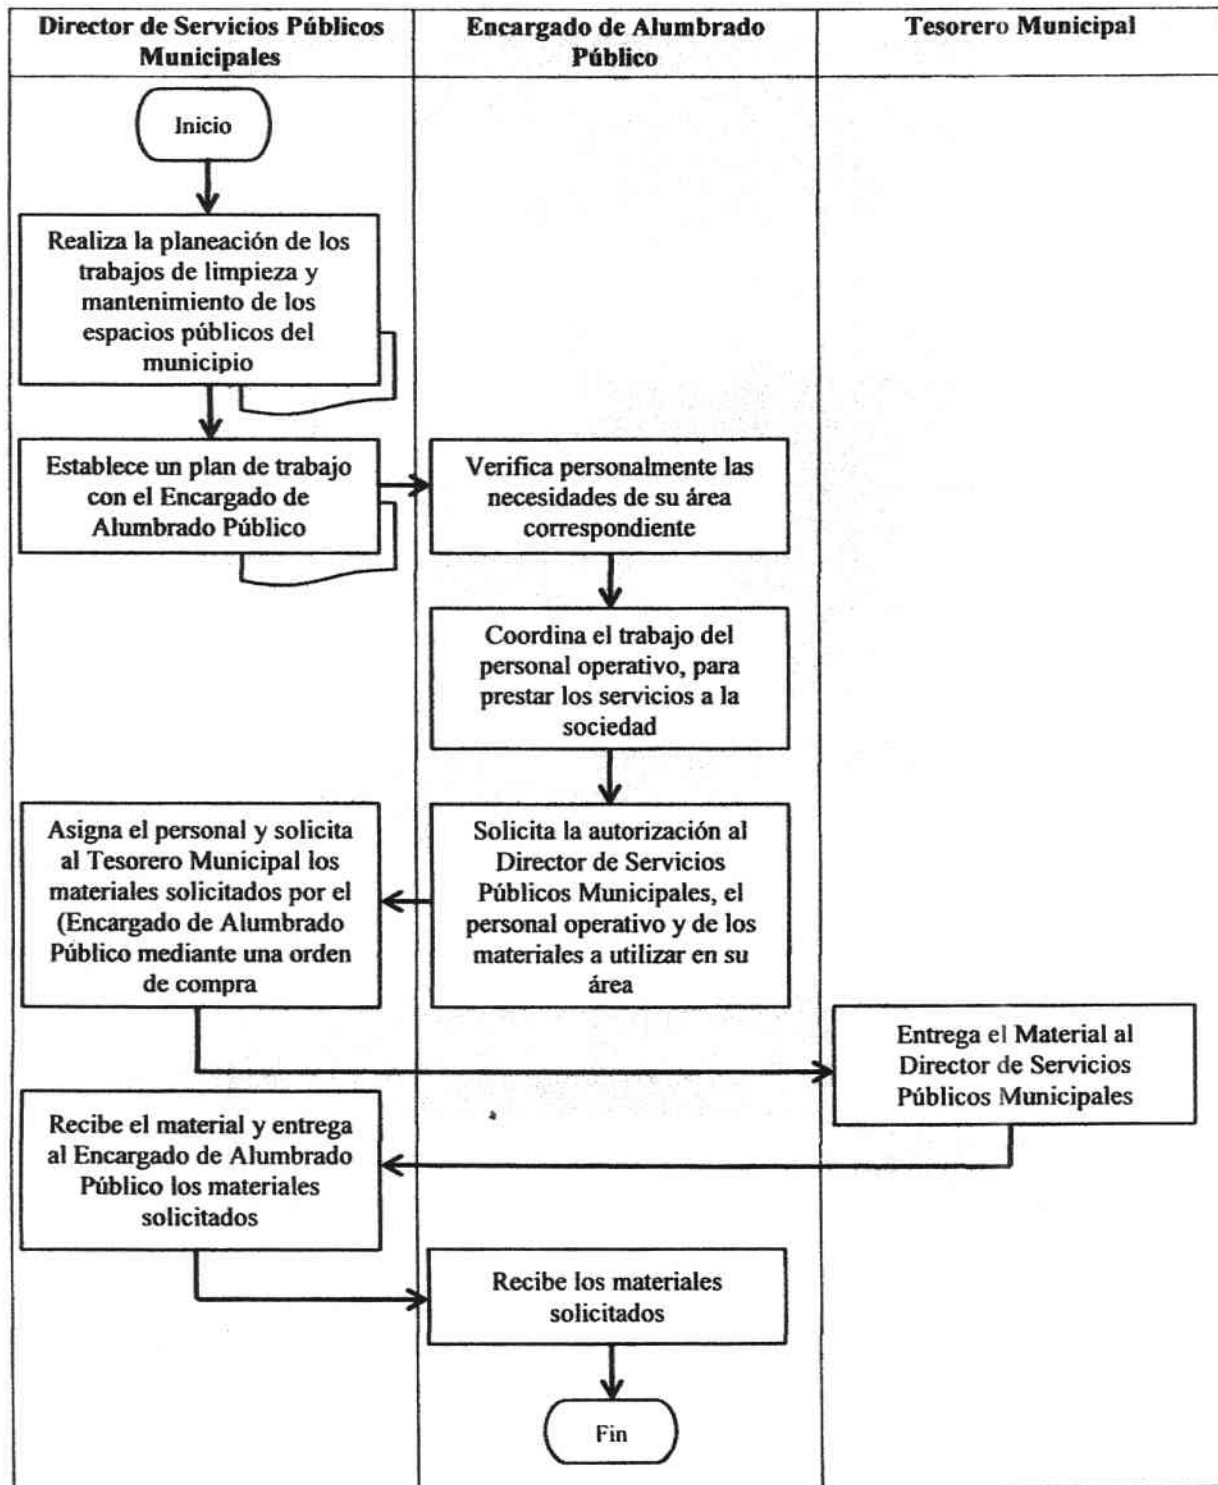 Director de Servicios Públicos
Municipales
Encargado de Alumbrado
Público
Tesorero Municipal
Inicio
Realiza la planeación de los
trabajos de limpieza y
mantenimiento de los
espacios públicos del
municipio
Establece un plan de trabajo
con el Encargado de
Alumbrado Público
Verifica personalmente las
necesidades de su área
correspondiente
Coordina el trabajo del
personal operativo, para
prestar los servicios a la
sociedad
Solicita la autorización al
Director de Servicios
Públicos Municipales, el
personal operativo y de los
materiales a utilizar en su
área
Asigna el personal y solicita
al Tesorero Municipal los
materiales solicitados por el
(Encargado de Alumbrado
Público mediante una orden
de compra
Entrega el Material al
Director de Servicios
Públicos Municipales
Recibe el material y entrega
al Encargado de Alumbrado
Público los materiales
solicitados
Recibe los materiales
solicitados
Fin